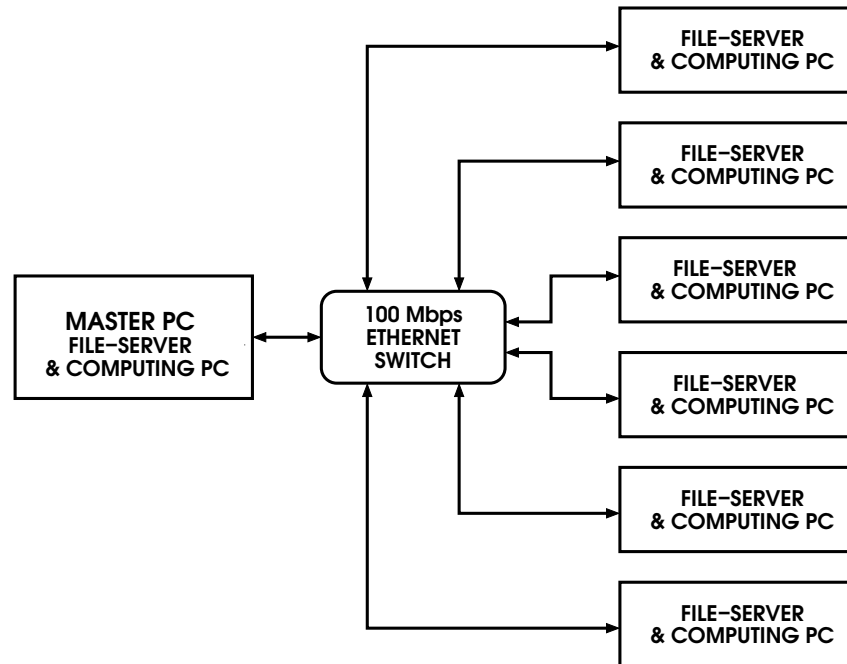 FILE–SERVER
& COMPUTING PC
FILE–SERVER
& COMPUTING PC
FILE–SERVER
& COMPUTING PC
MASTER PC
FILE–SERVER
& COMPUTING PC
100 Mbps
ETHERNET
SWITCH
FILE–SERVER
& COMPUTING PC
FILE–SERVER
& COMPUTING PC
FILE–SERVER
& COMPUTING PC